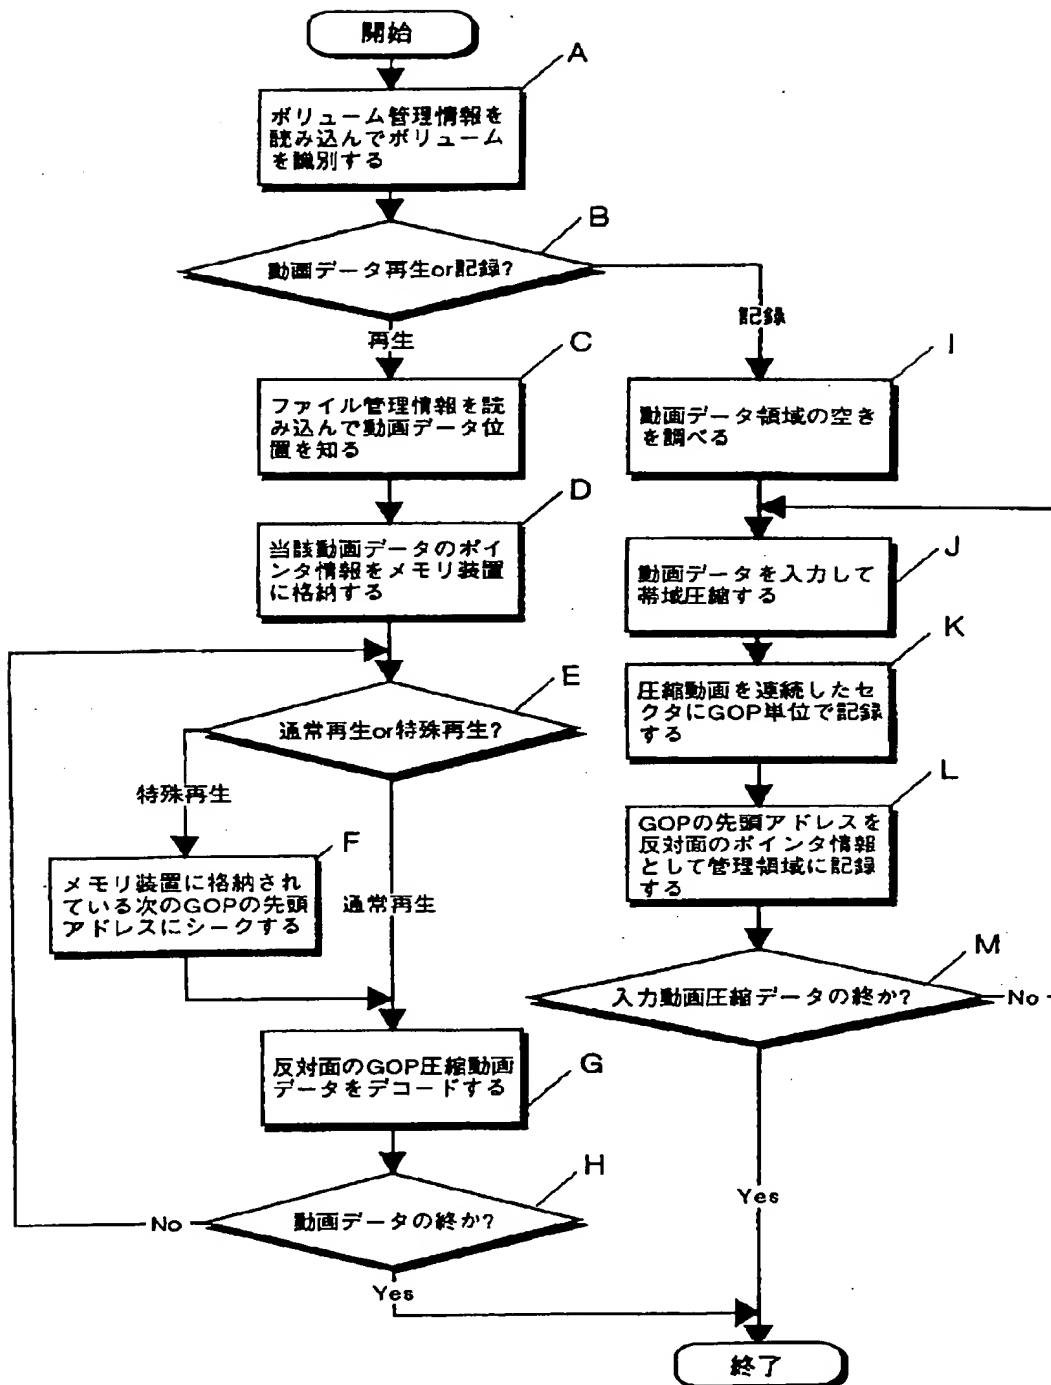 開始
A
ボリューム管理情報を
読み込んでボリューム
を識別する
B
動画データ再生or記録?
再生
記録
C
ファイル管理情報を読
み込んで動画データ位
置を知る
I
動画データ領域の空き
を調べる
D
当該動画データのポイ
ンタ情報をメモリ装置
に格納する
J
動画データを入力して
帯域圧縮する
E
通常再生or特殊再生?
K
圧縮動画を連続したセ
クタにGOP単位で記録
する
特殊再生
通常再生
F
メモリ装置に格納され
ている次のGOPの先頭
アドレスにシークする
L
GOPの先頭アドレスを
反対面のポインタ情報
として管理領域に記録
する
M
入力動画圧縮データの終か?
No
G
反対面のGOP圧縮動画
データをデコードする
H
動画データの終か?
No
Yes
Yes
終了